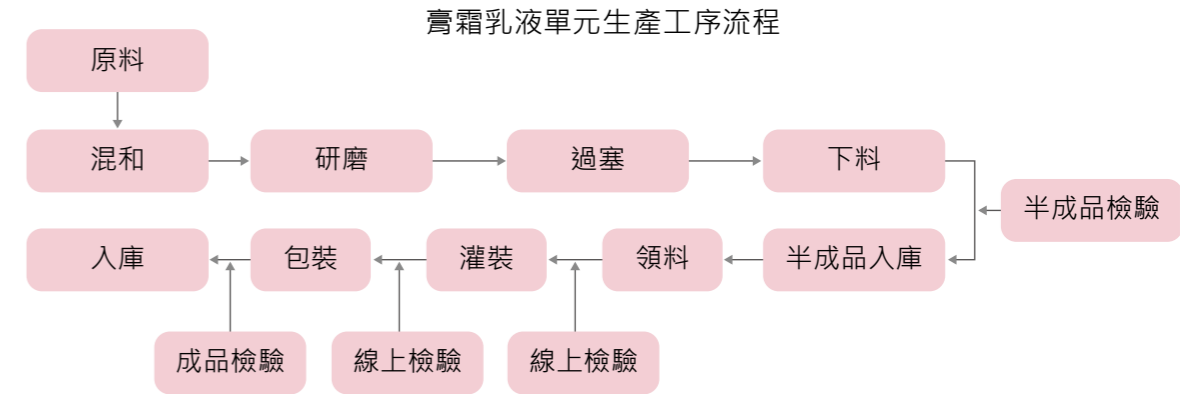 膏霜乳液單元生產工序流程
原料
混和
研磨
過塞
下料
半成品檢驗
入庫
包裝
灌裝
領料
半成品入庫
成品檢驗
線上檢驗
線上檢驗